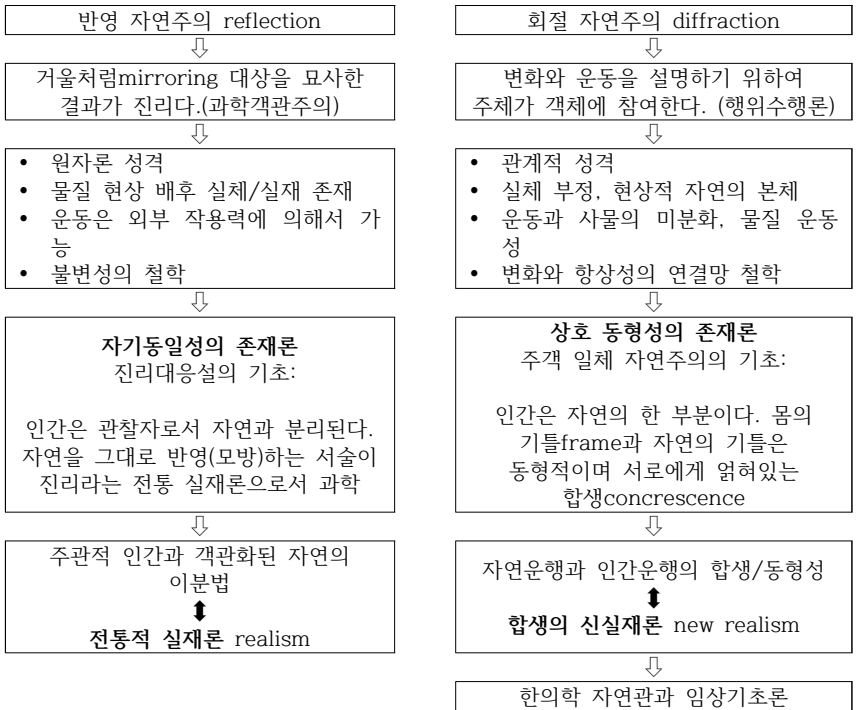 반영 자연주의 reflection
거울처럼mirroring 대상을 묘사한
결과가 진리다.(과학객관주의)
• 원자론 성격
• 물질 현상 배후 실체/실재 존재
• 운동은 외부 작용력에 의해서 가
능
• 불변성의 철학
자기동일성의 존재론
진리대응설의 기초:
인간은 관찰자로서 자연과 분리된다.
자연을 그대로 반영(모방)하는 서술이
진리라는 전통 실재론으로서 과학
주관적 인간과 객관화된 자연의
이분법
전통적 실재론 realism
회절 자연주의 diffraction
변화와 운동을 설명하기 위하여
주체가 객체에 참여한다. (행위수행론)
• 관계적 성격
• 실체 부정, 현상적 자연의 본체
• 운동과 사물의 미분화, 물질 운동
성
• 변화와 항상성의 연결망 철학
상호 동형성의 존재론
주객 일체 자연주의의 기초:
인간은 자연의 한 부분이다. 몸의
기틀frame과 자연의 기틀은
동형적이며 서로에게 얽혀있는
합생concrescence
자연운행과 인간운행의 합생/동형성
합생의 신실재론 new realism
한의학 자연관과 임상기초론